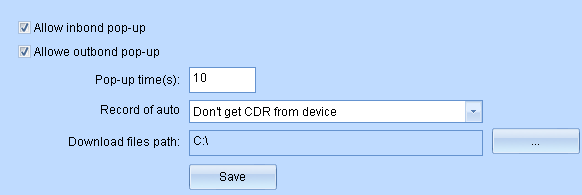 Allow inbond pop-up
Allowe outbond pop-up
Pop-up time(s): 10
Record of auto Don't get CDR from device
Download files path: C:\ ...
Save